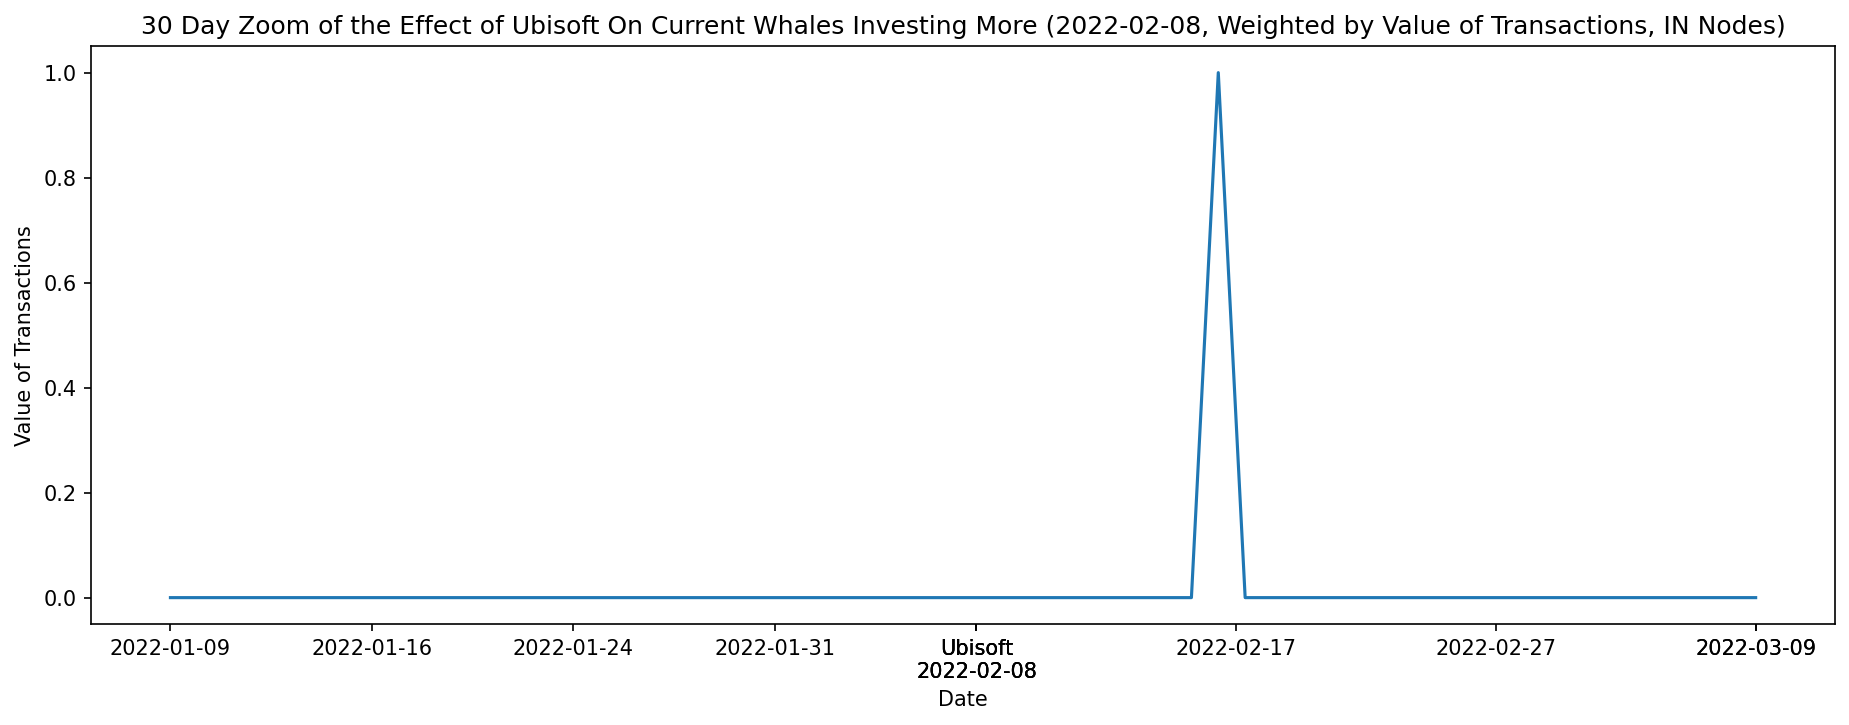 30 Day Zoom of the Effect of Ubisoft On Current Whales Investing More (2022-02-08, Weighted by Value of Transactions, IN Nodes)
Value of Transactions
1.0
0.8
0.6
0.4
0.2
0.0
2022-01-09 2022-01-16 2022-01-24 2022-01-31 Ubisoft 2022-02-17 2022-02-27 2022-03-09
2022-02-08
Date